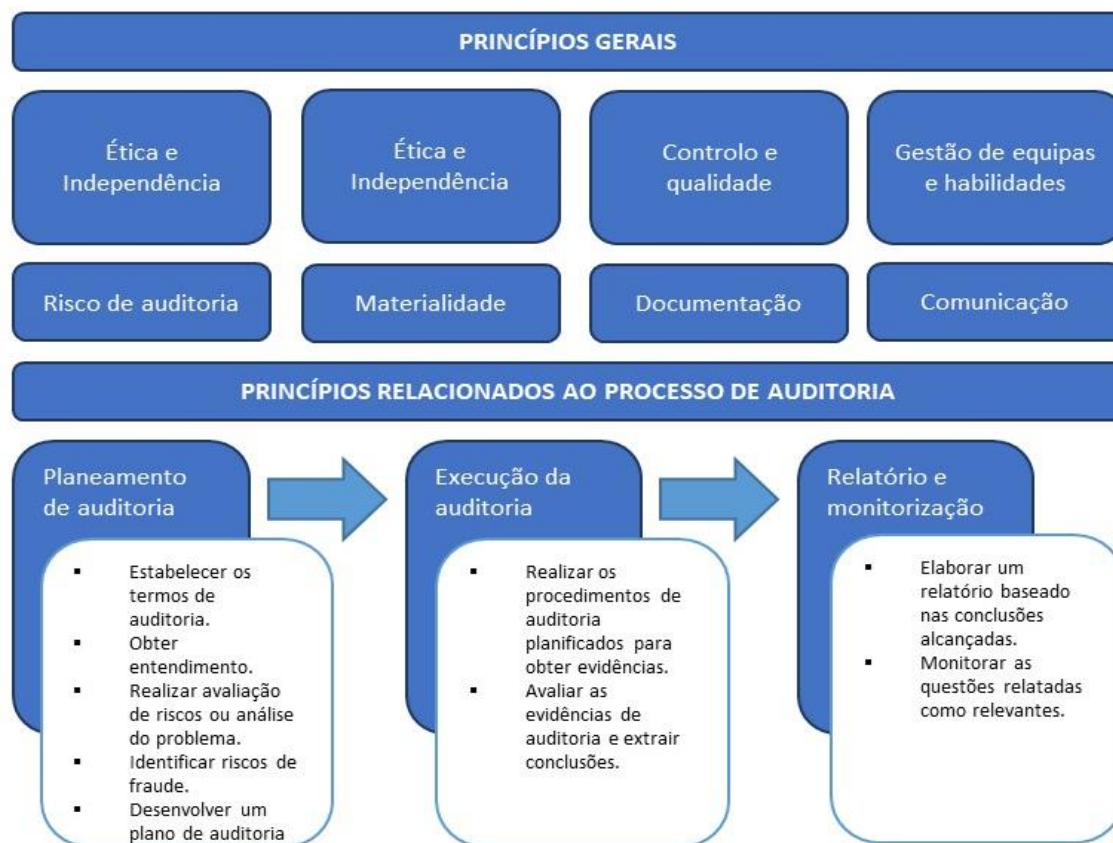 PRINCÍPIOS GERAIS
Ética e
Independência
Ética e
Independência
Controlo e
qualidade
Gestão de equipas
e habilidades
Risco de auditoria
Materialidade
Documentação
Comunicação
PRINCÍPIOS RELACIONADOS AO PROCESSO DE AUDITORIA
Planeamento
de auditoria
▪ Estabelecer os
termos de
auditoria.
▪ Obter
entendimento.
▪ Realizar avaliação
de riscos ou análise
do problema.
▪ Identificar riscos de
fraude.
▪ Desenvolver um
plano de auditoria
Execução da
auditoria
▪ Realizar os
procedimentos de
auditoria
planificados para
obter evidências.
▪ Avaliar as
evidências de
auditoria e extrair
conclusões.
Relatório e
monitorização
▪ Elaborar um
relatório baseado
nas conclusões
alcançadas.
▪ Monitorar as
questões relatadas
como relevantes.